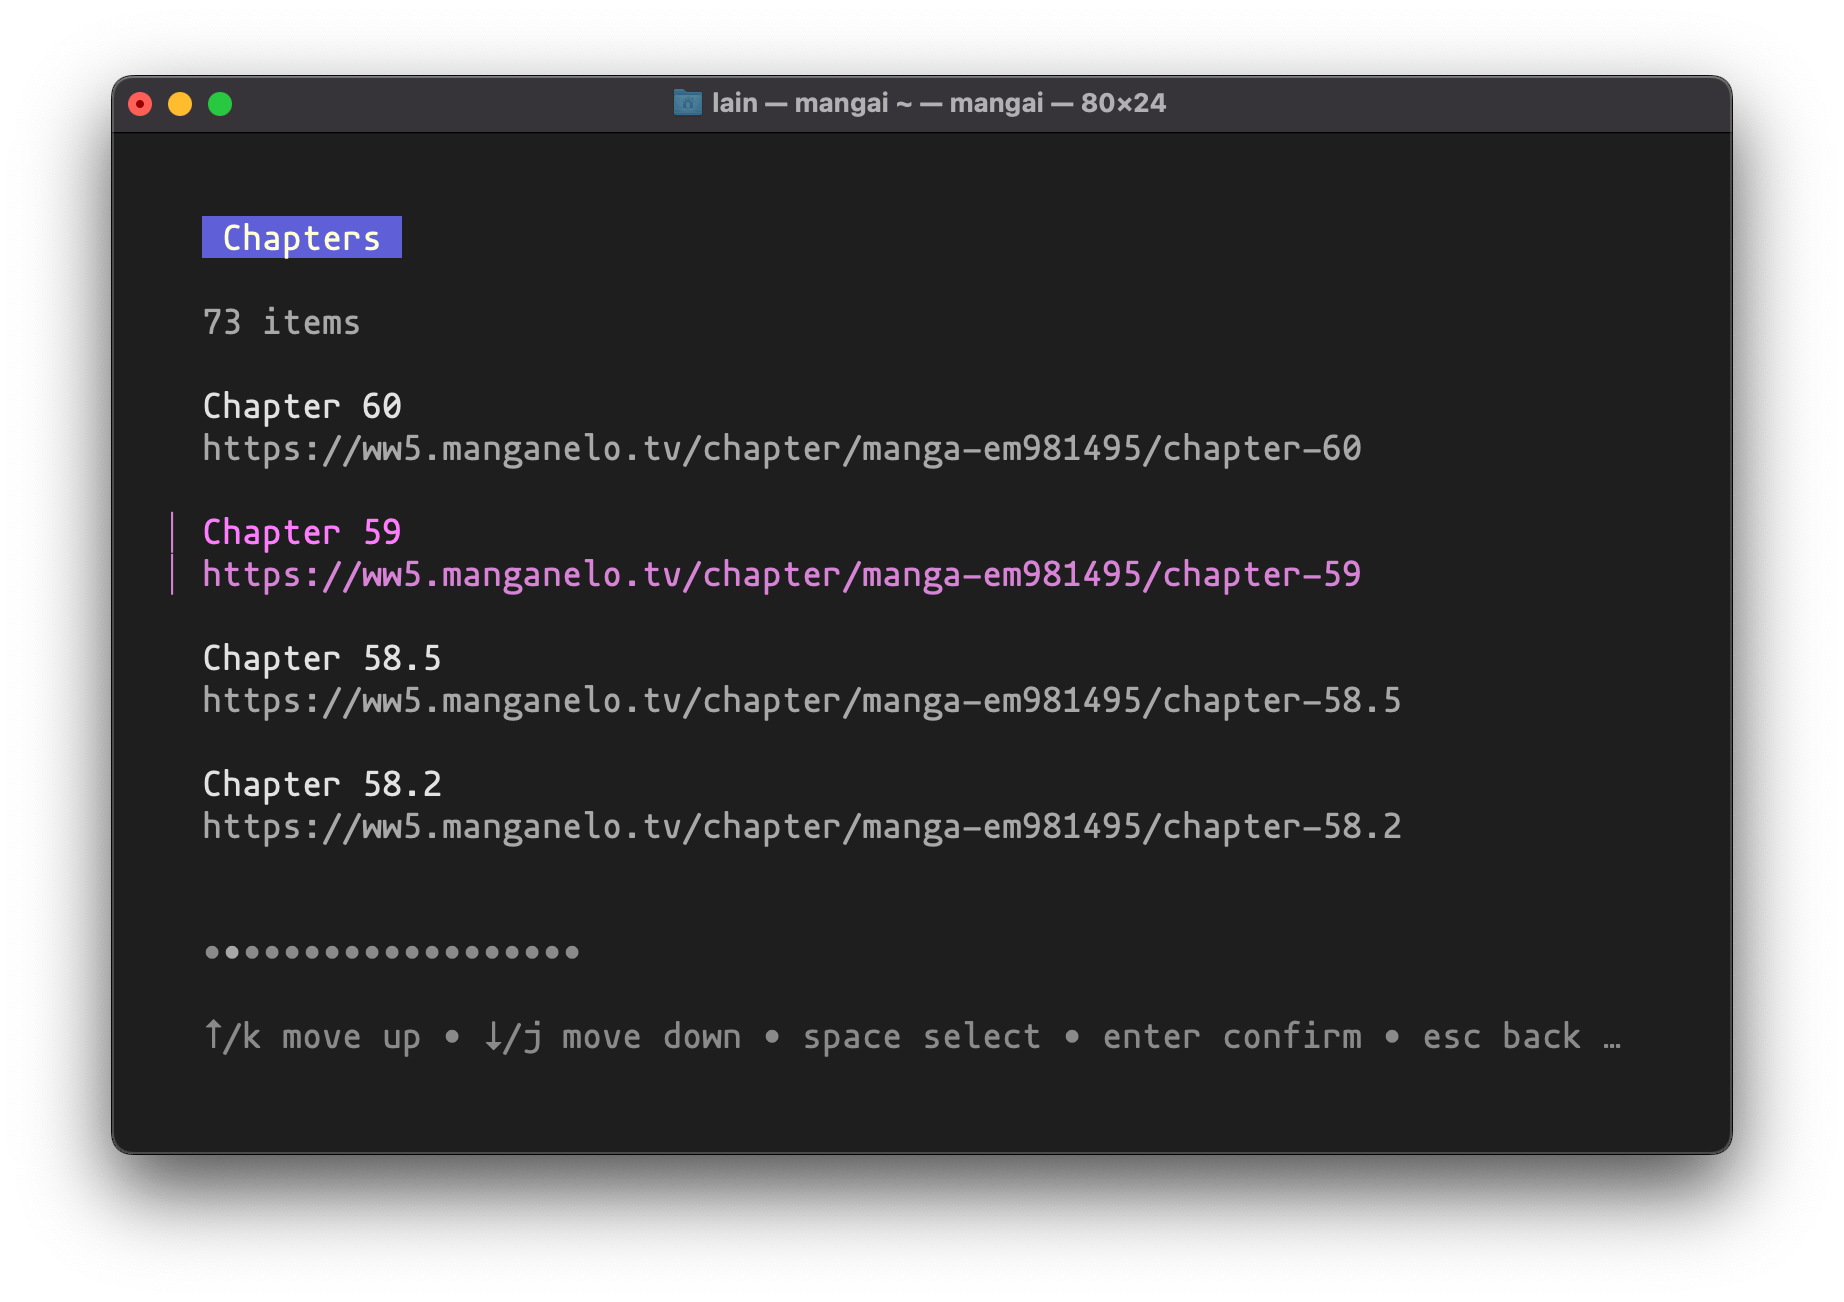 lain — mangai ~ — mangai — 80×24
Chapters
73 items
Chapter 60
https://ww5.manganelo.tv/chapter/manga-em981495/chapter-60
Chapter 59
https://ww5.manganelo.tv/chapter/manga-em981495/chapter-59
Chapter 58.5
https://ww5.manganelo.tv/chapter/manga-em981495/chapter-58.5
Chapter 58.2
https://ww5.manganelo.tv/chapter/manga-em981495/chapter-58.2
↑/k move up • ↓/j move down • space select • enter confirm • esc back …